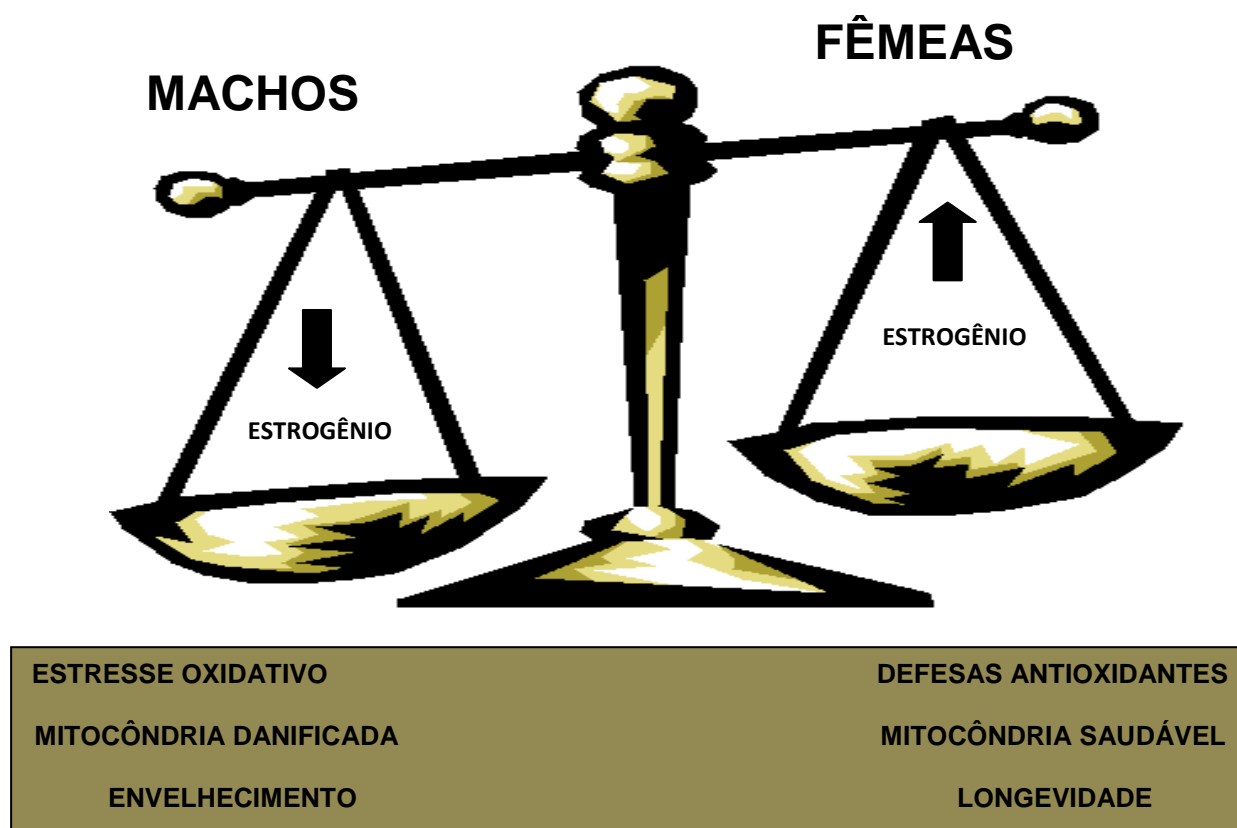 FÊMEAS
MACHOS
ESTROGÊNIO
ESTROGÊNIO
ESTRESSE OXIDATIVO
DEFESAS ANTIOXIDANTES
MITOCÔNDRIA DANIFICADA
MITOCÔNDRIA SAUDÁVEL
ENVELHECIMENTO
LONGEVIDADE